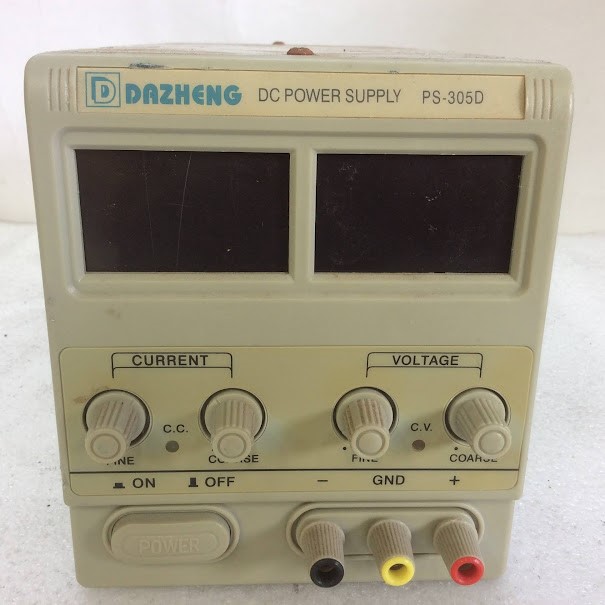 D DAZHENG DC POWER SUPPLY PS-305D
CURRENT VOLTAGE
C.C. C.V.
FINE COARSE FINE COARSE
ON OFF - GND +
POWER